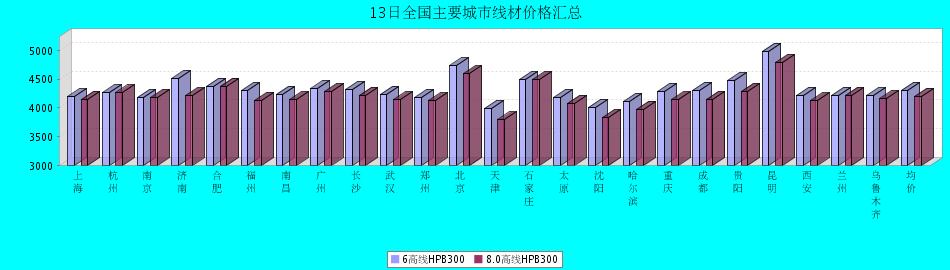 13日全国主要城市线材价格汇总
5000
4500
4000
3500
3000
上海
杭州
南京
济南
合肥
福州
南昌
广州
长沙
武汉
郑州
北京
天津
石家庄
太原
沈阳
哈尔滨
重庆
成都
贵阳
昆明
西安
兰州
乌鲁木齐
均价
6高线HPB300
8.0高线HPB300